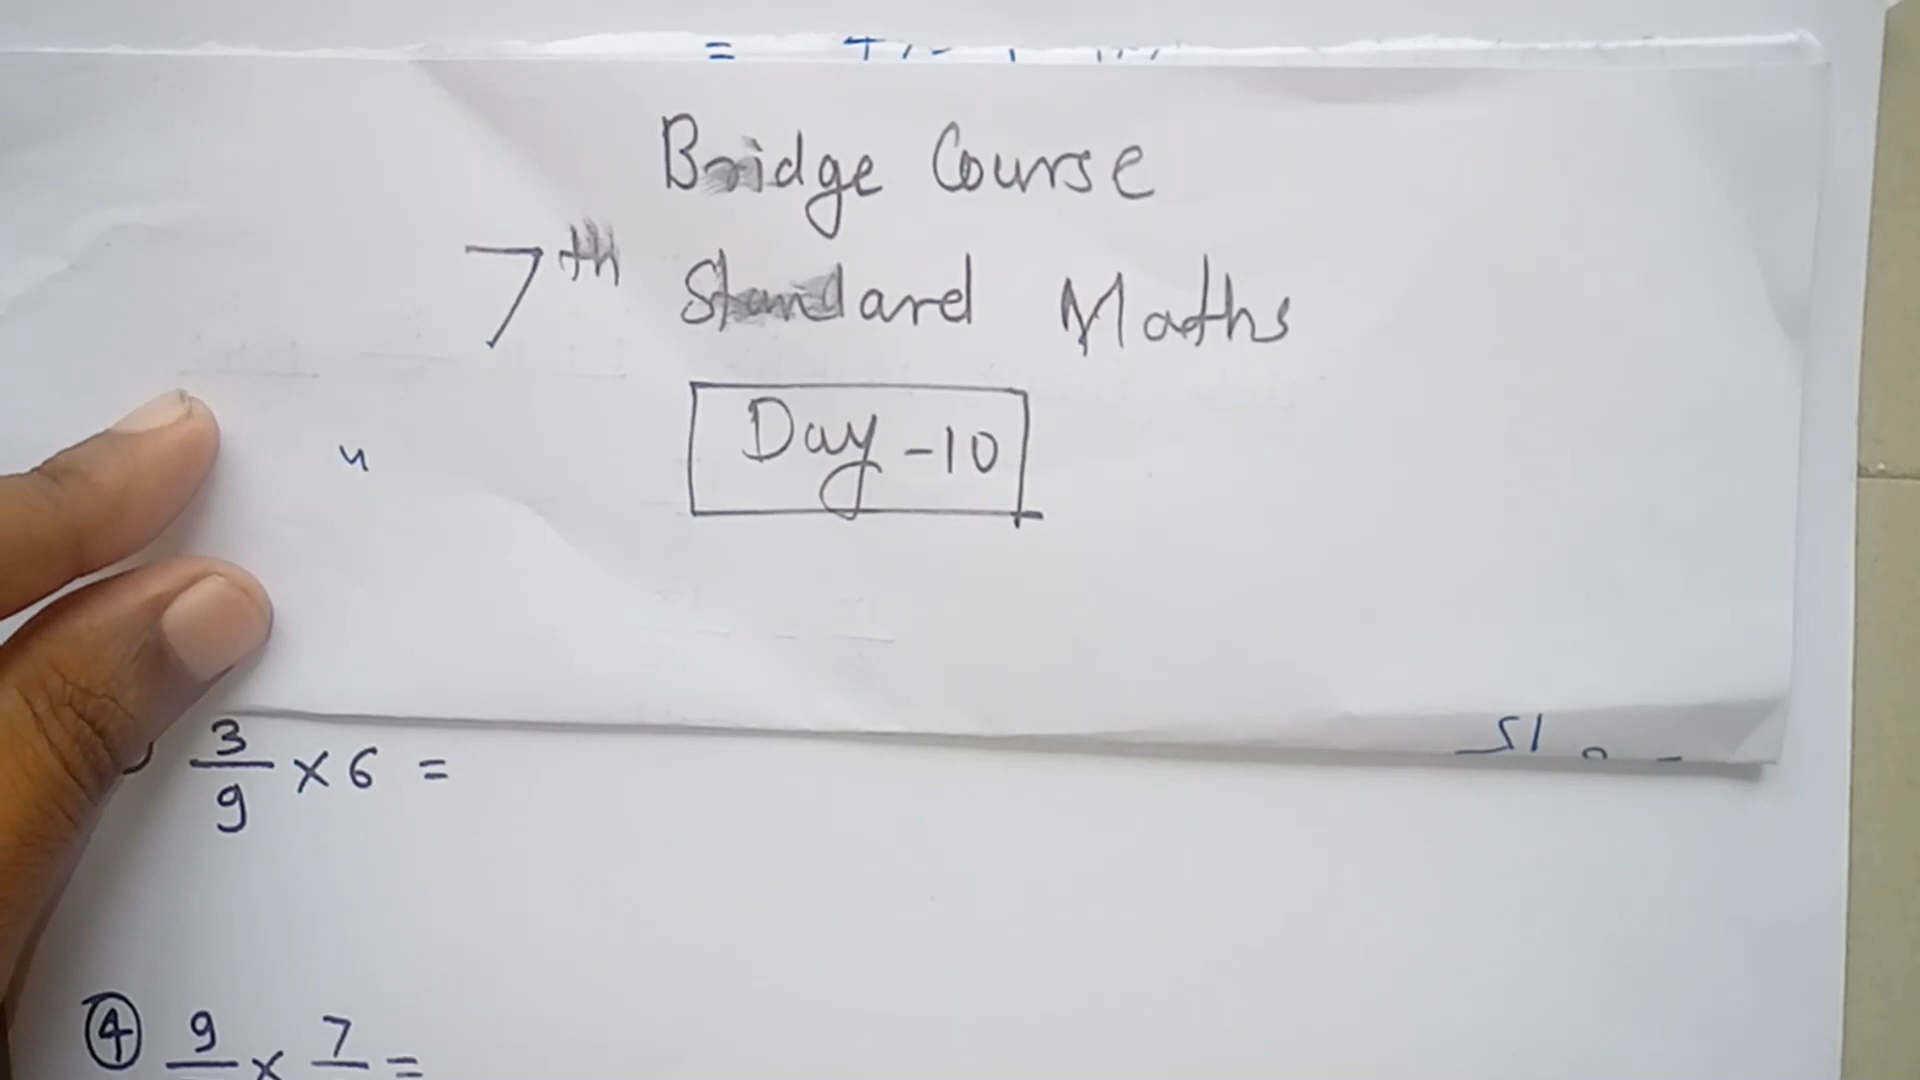 Bridge Course
7th Standard Maths
Day-10
3/9 × 6 =
④ 9 × 7 =